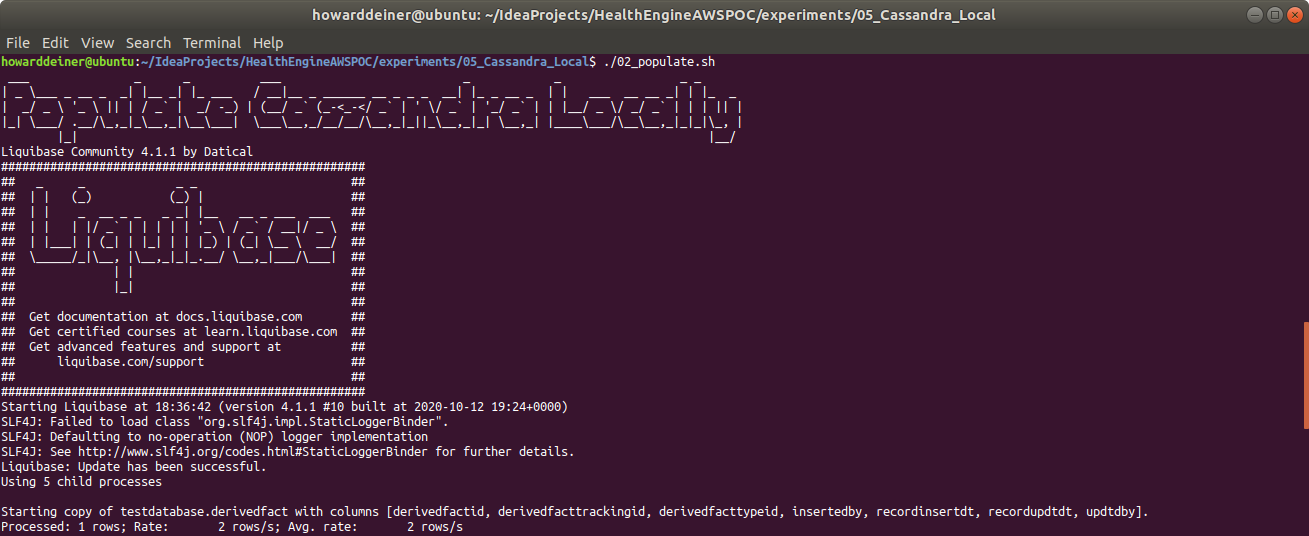 howarddeiner@ubuntu: ~/IdeaProjects/HealthEngineAWSPOC/experiments/05_Cassandra_Local
File Edit View Search Terminal Help
howarddeiner@ubuntu:~/IdeaProjects/HealthEngineAWSPOC/experiments/05_Cassandra_Local$ ./02_populate.sh
Populate Cassandra Locally
Liquibase Community 4.1.1 by Datical
####################################################
Liquibase
## Get documentation at docs.liquibase.com ##
## Get certified courses at learn.liquibase.com ##
## Get advanced features and support at ##
## liquibase.com/support ##
## ##
####################################################
Starting Liquibase at 18:36:42 (version 4.1.1 #10 built at 2020-10-12 19:24+0000)
SLF4J: Failed to load class "org.slf4j.impl.StaticLoggerBinder".
SLF4J: Defaulting to no-operation (NOP) logger implementation
SLF4J: See http://www.slf4j.org/codes.html#StaticLoggerBinder for further details.
Liquibase: Update has been successful.
Using 5 child processes
Starting copy of testdatabase.derivedfact with columns [derivedfactid, derivedfacttrackingid, derivedfacttypeid, insertedby, recordinsertdt, recordupdtdt, updtdby].
Processed: 1 rows; Rate: 2 rows/s; Avg. rate: 2 rows/s